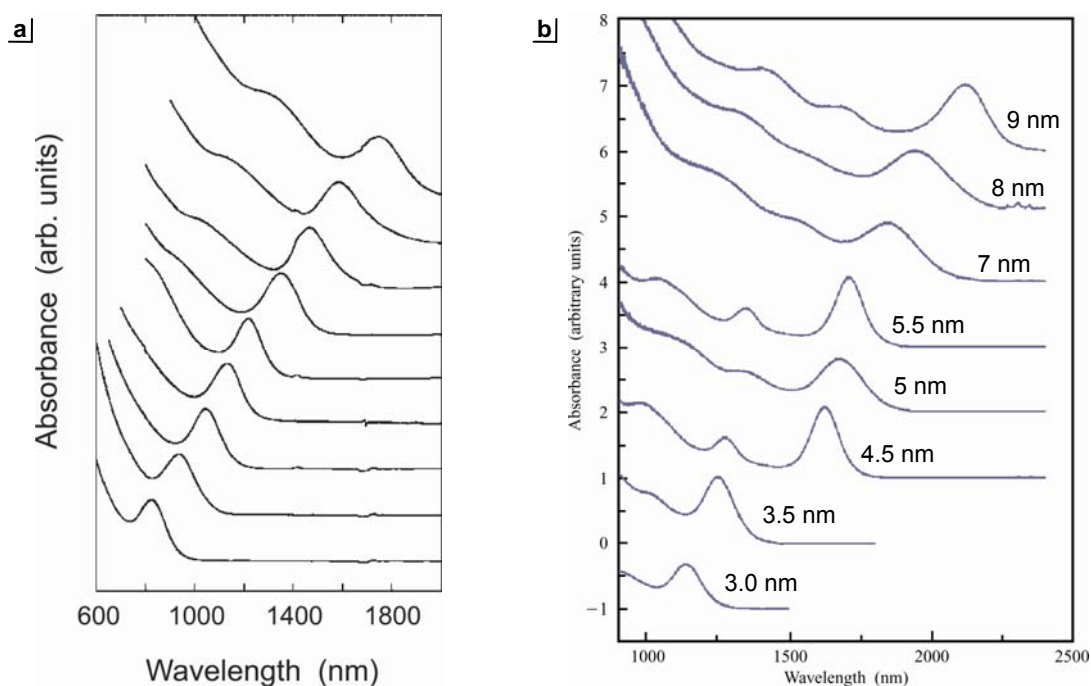 a
Absorbance (arb. units)
600 1000 1400 1800
Wavelength (nm)
b
8
7
6
5
4
3
2
1
0
−1
Absorbance (arbitrary units)
9 nm
8 nm
7 nm
5.5 nm
5 nm
4.5 nm
3.5 nm
3.0 nm
1000 1500 2000 2500
Wavelength (nm)